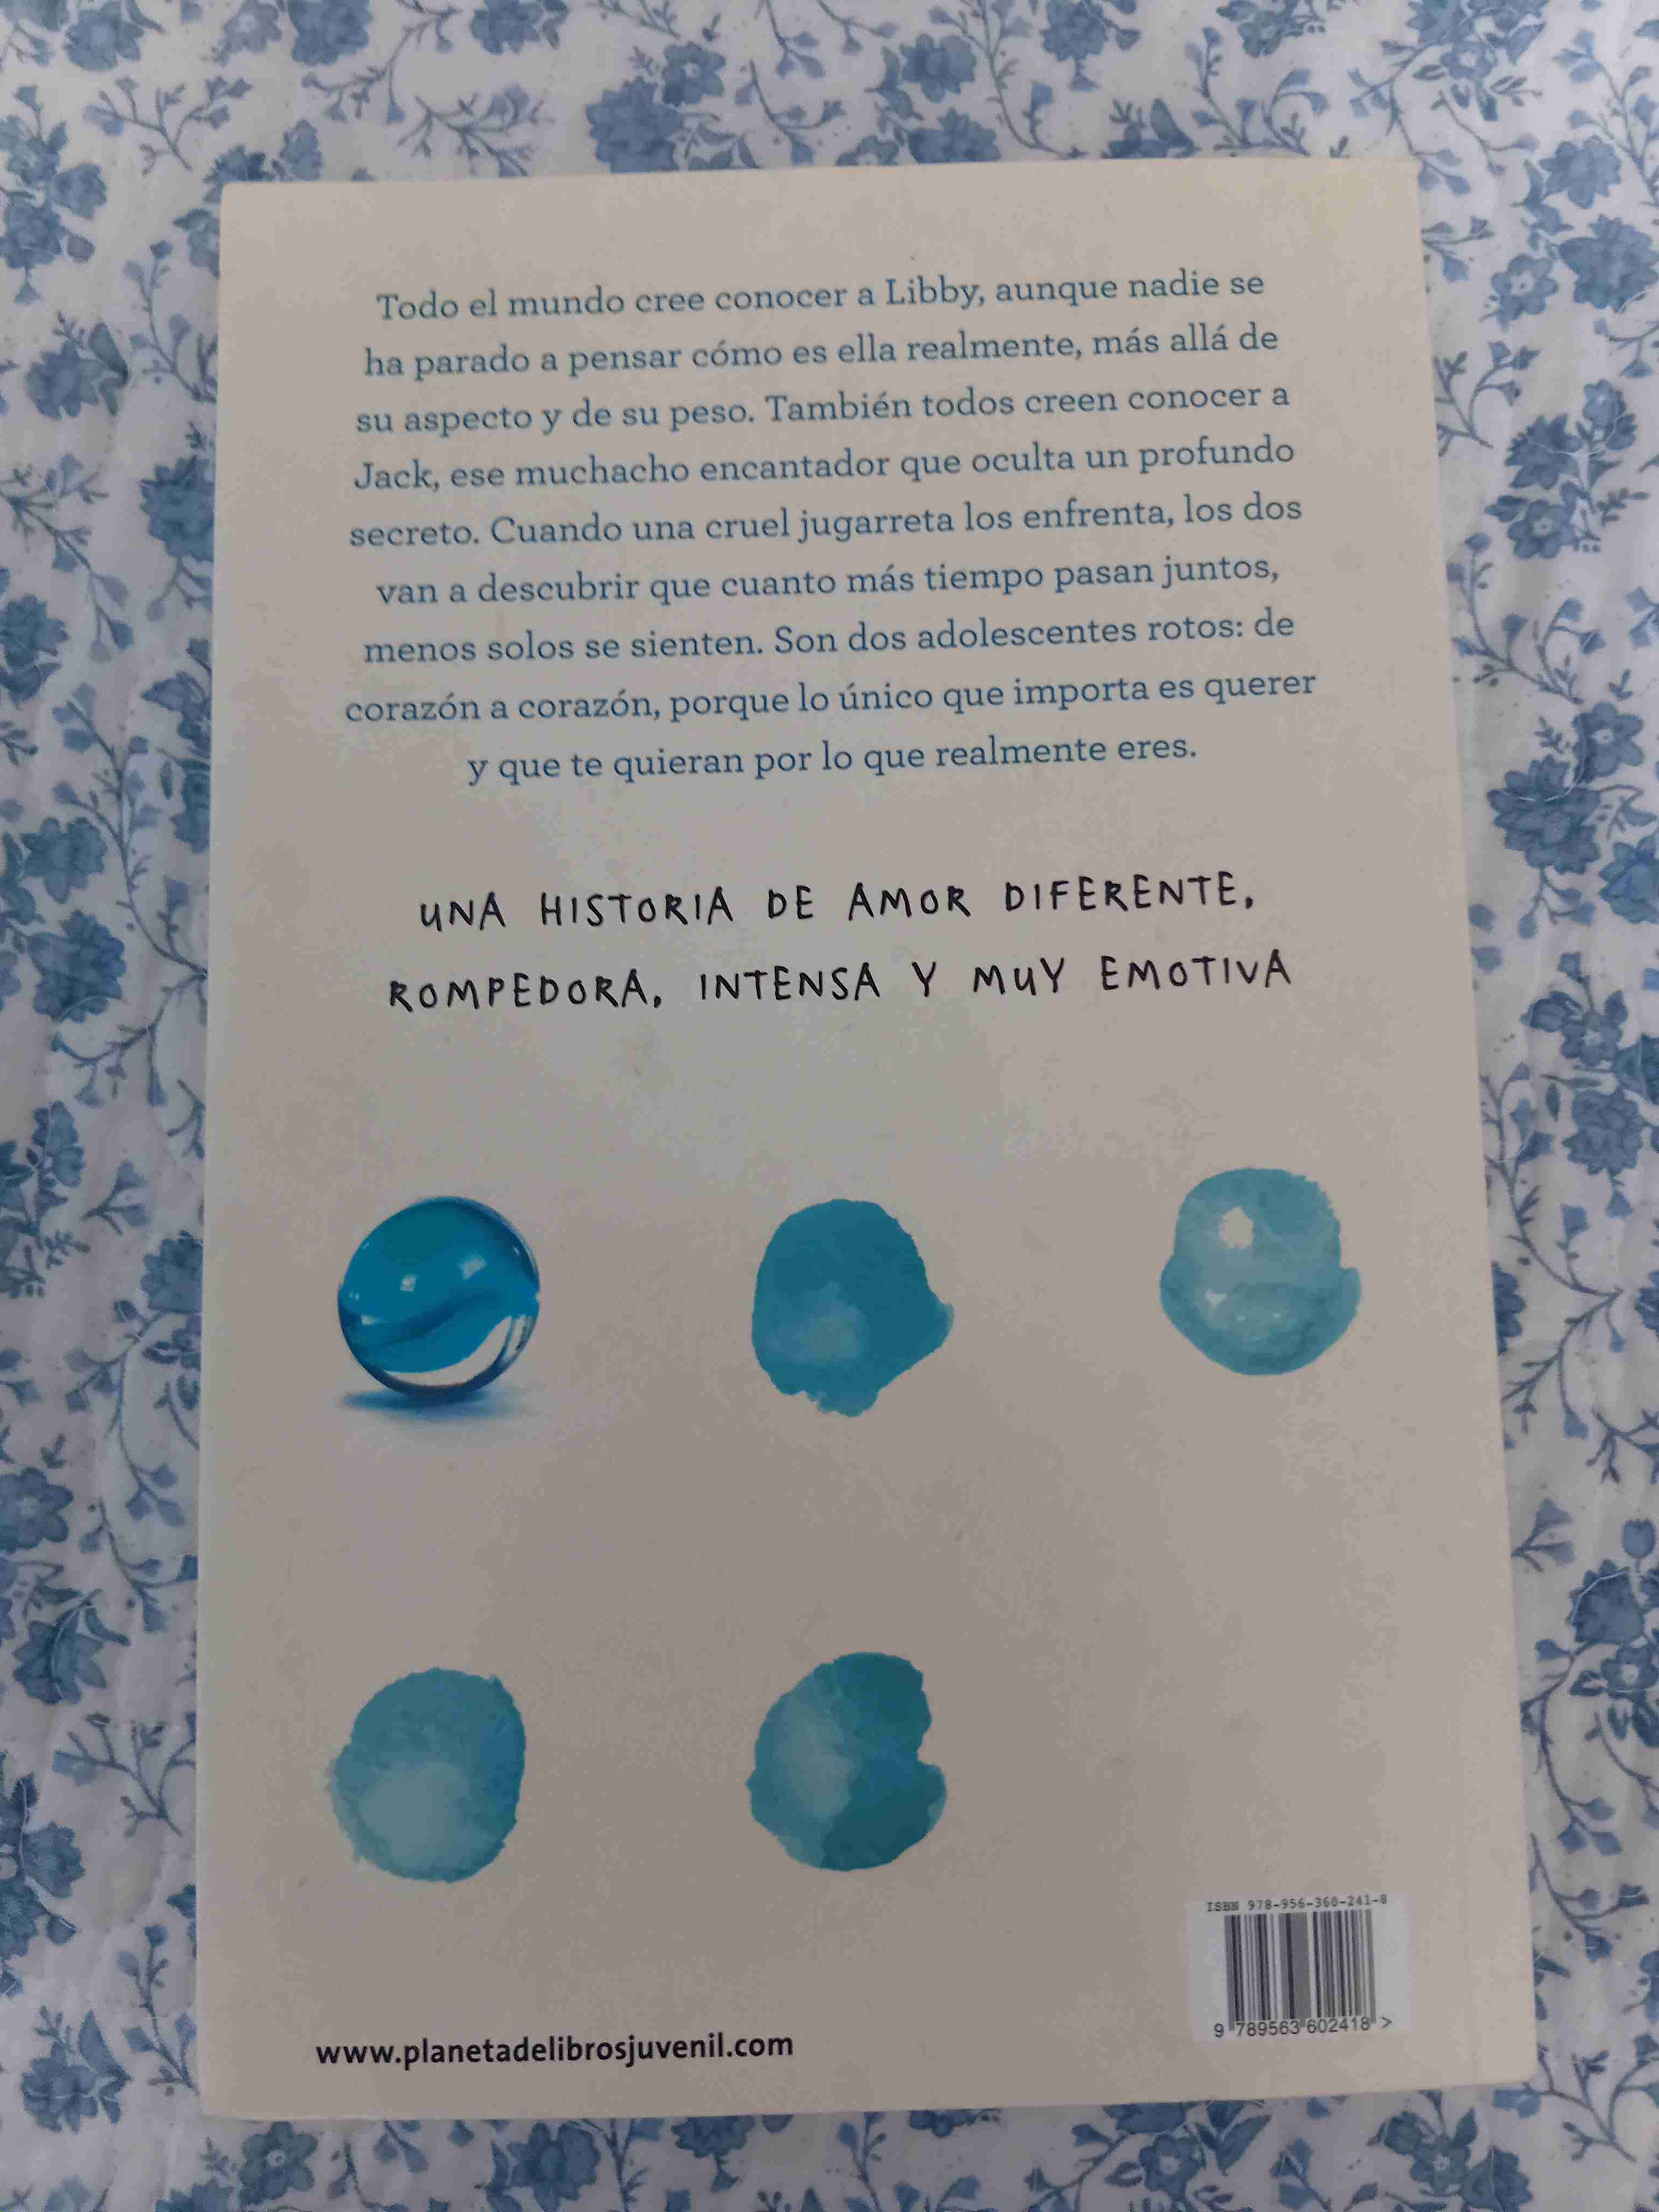 Todo el mundo cree conocer a Libby, aunque nadie se
ha parado a pensar cómo es ella realmente, más allá de
su aspecto y de su peso. También todos creen conocer a
Jack, ese muchacho encantador que oculta un profundo
secreto. Cuando una cruel jugarreta los enfrenta, los dos
van a descubrir que cuanto más tiempo pasan juntos,
menos solos se sienten. Son dos adolescentes rotos: de
corazón a corazón, porque lo único que importa es querer
y que te quieran por lo que realmente eres.
UNA HISTORIA DE AMOR DIFERENTE,
ROMPEDORA, INTENSA Y MUY EMOTIVA
ISBN 978-956-360-241-8
9 789563 602418 >
www.planetadelibrosjuvenil.com